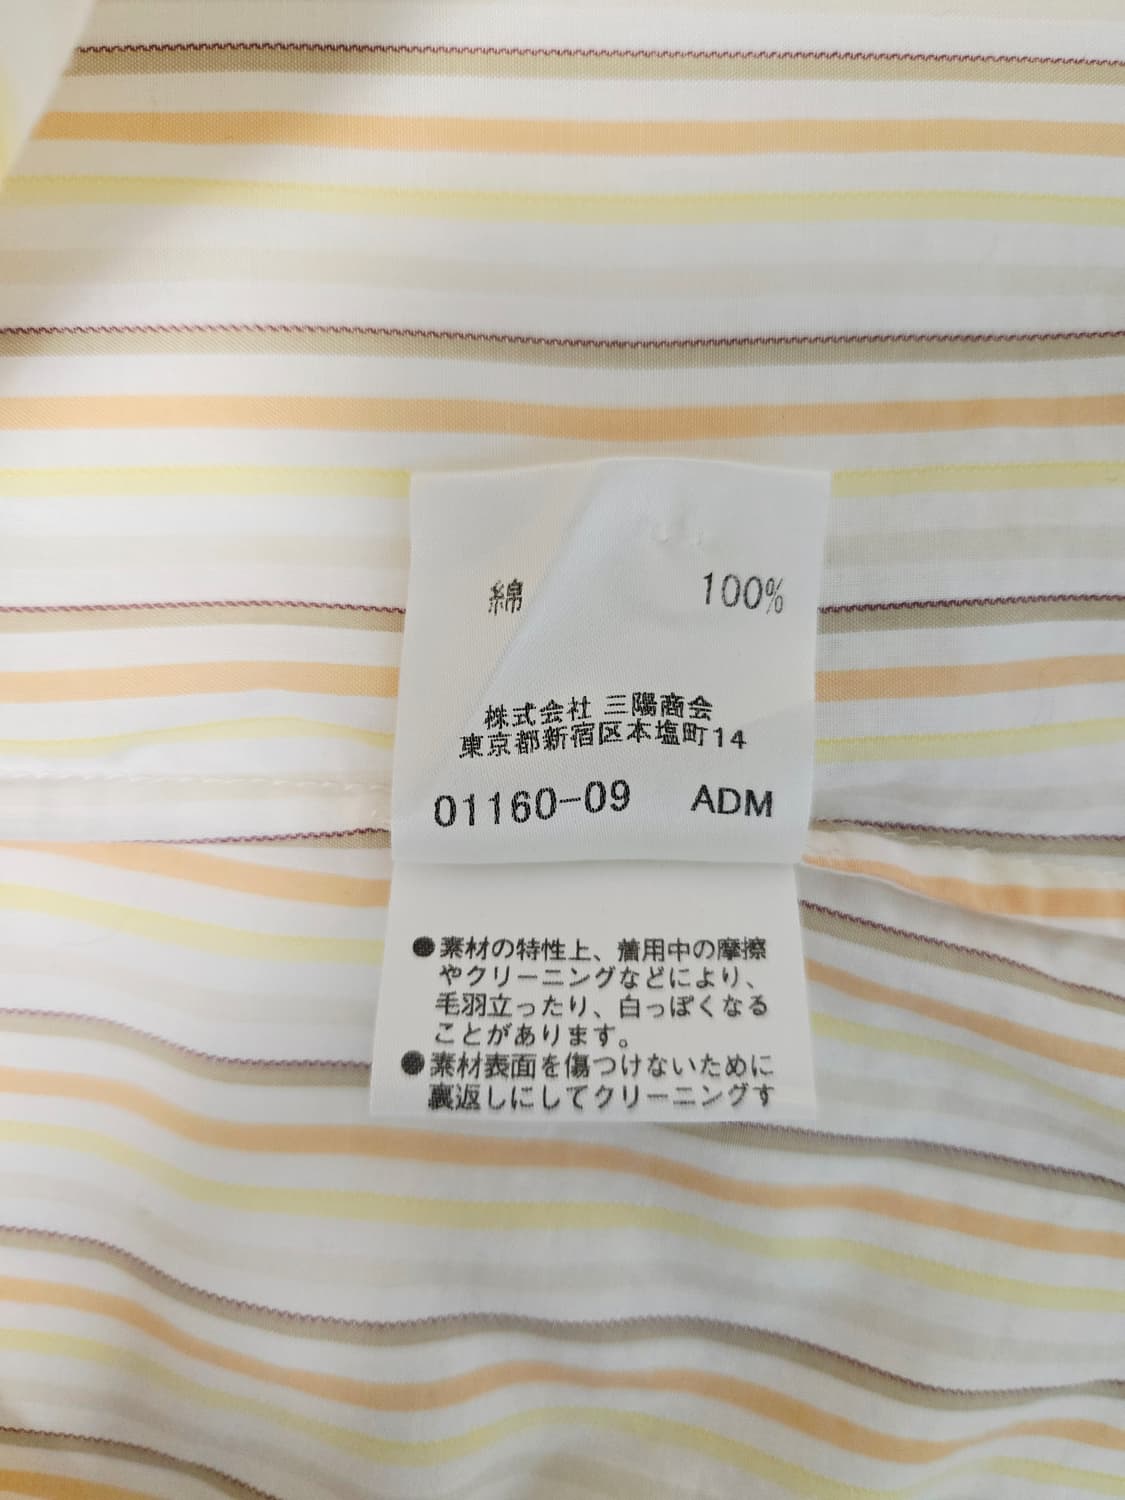 綿 100%
株式会社 三陽商会
東京都新宿区本塩町14
01160-09 ADM
●素材の特性上、着用中の摩擦
やクリーニングなどにより、
毛羽立ったり、白っぽくなる
ことがあります。
●素材表面を傷つけないために
裏返しにしてクリーニングす